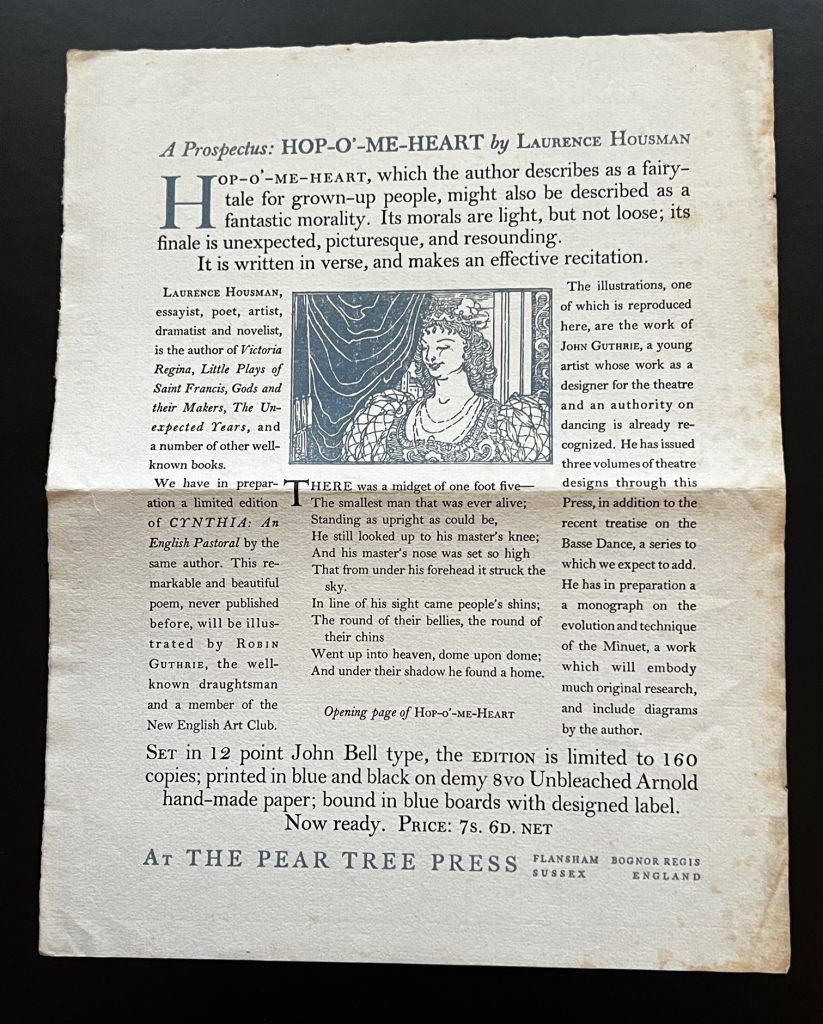 A Prospectus: HOP-O'-ME-HEART by LAURENCE HOUSMAN
HOP-O'-ME-HEART, which the author describes as a fairy-
tale for grown-up people, might also be described as a
fantastic morality. Its morals are light, but not loose; its
finale is unexpected, picturesque, and resounding.
It is written in verse, and makes an effective recitation.
LAURENCE HOUSMAN,
essayist, poet, artist,
dramatist and novelist,
is the author of Victoria
Regina, Little Plays of
Saint Francis, Gods and
their Makers, The Un-
expected Years, and
a number of other well-
known books.
We have in prepar-
ation a limited edition
of CYNTHIA: An
English Pastoral by the
same author. This re-
markable and beautiful
poem, never published
before, will be illus-
trated by ROBIN
GUTHRIE, the well-
known draughtsman
and a member of the
New English Art Club.
THERE was a midget of one foot five—
The smallest man that was ever alive;
Standing as upright as could be,
He still looked up to his master's knee;
And his master's nose was set so high
That from under his forehead it struck the
sky.
In line of his sight came people's shins;
The round of their bellies, the round of
their chins
Went up into heaven, dome upon dome;
And under their shadow he found a home.
Opening page of HOP-O'-ME-HEART
The illustrations, one
of which is reproduced
here, are the work of
JOHN GUTHRIE, a young
artist whose work as a
designer for the theatre
and an authority on
dancing is already re-
cognized. He has issued
three volumes of theatre
designs through this
Press, in addition to the
recent treatise on the
Basse Dance, a series to
which we expect to add.
He has in preparation a
a monograph on the
evolution and technique
of the Minuet, a work
which will embody
much original research,
and include diagrams
by the author.
SET in 12 point John Bell type, the EDITION is limited to 160
copies; printed in blue and black on demy 8vo Unbleached Arnold
hand-made paper; bound in blue boards with designed label.
Now ready. PRICE: 7S. 6D. NET
AT THE PEAR TREE PRESS FLANSHAM BOGNOR REGIS
SUSSEX ENGLAND